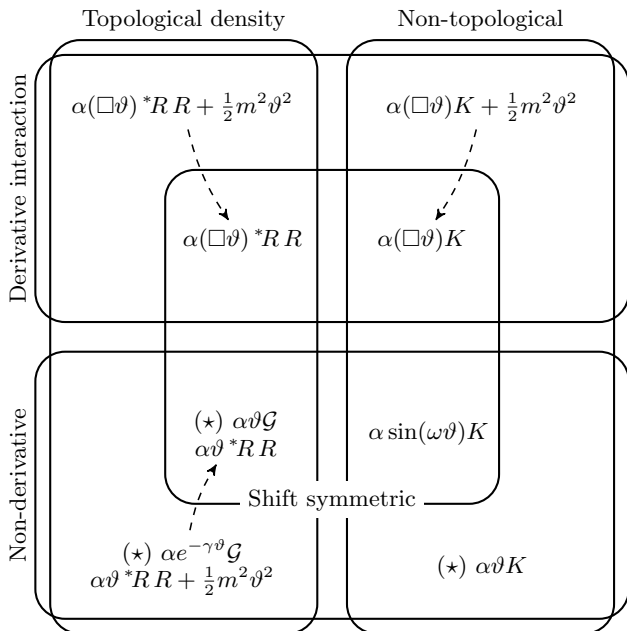 Topological density
Non-topological
Derivative interaction
α(□ϑ) *R R + ½m²ϑ²
α(□ϑ)K + ½m²ϑ²
α(□ϑ) *R R
α(□ϑ)K
Non-derivative
(⋆) αϑ𝒢
αϑ *R R
α sin(ωϑ)K
Shift symmetric
(⋆) αe^{−γϑ}𝒢
αϑ *R R + ½m²ϑ²
(⋆) αϑK